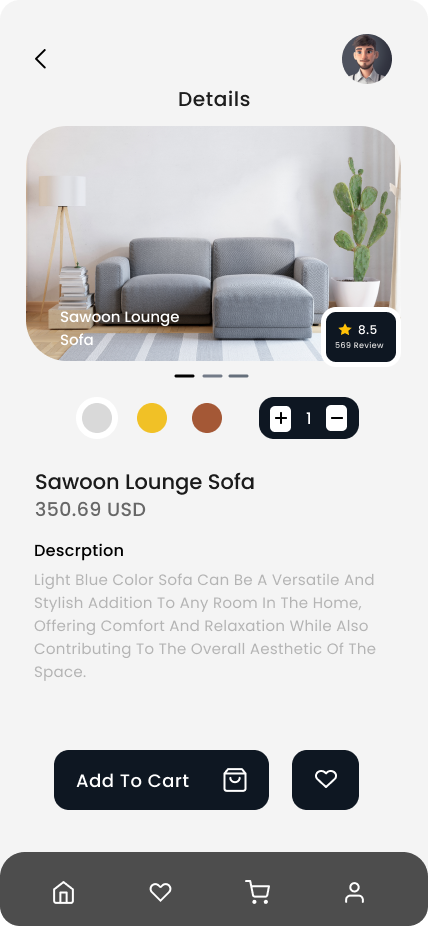 Details
Sawoon Lounge
Sofa
8.5
569 Review
1
Sawoon Lounge Sofa
350.69 USD
Descrption
Light Blue Color Sofa Can Be A Versatile And
Stylish Addition To Any Room In The Home,
Offering Comfort And Relaxation While Also
Contributing To The Overall Aesthetic Of The
Space.
Add To Cart